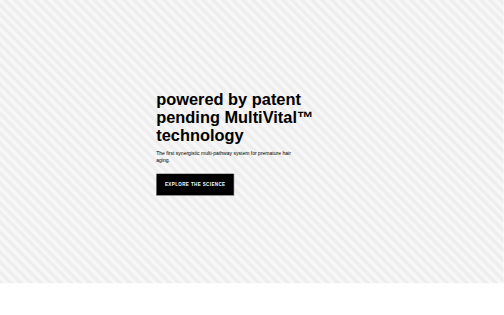 powered by patent
pending MultiVital™
technology
The first synergistic multi-pathway system for premature hair
aging.
EXPLORE THE SCIENCE